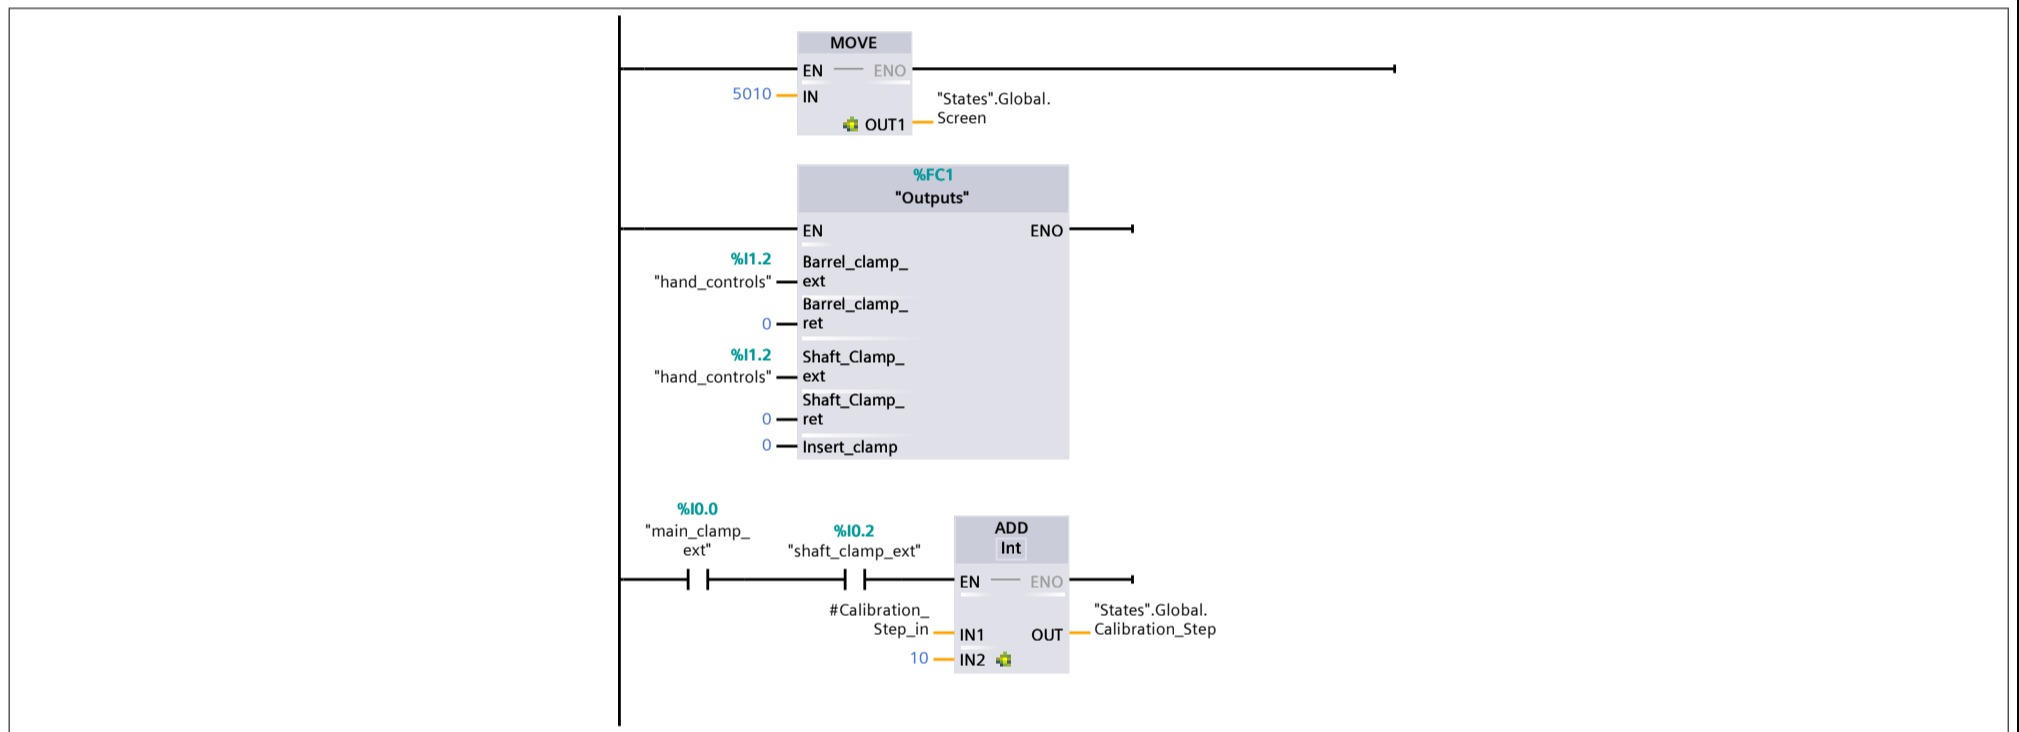 MOVE
EN ENO
5010 IN
"States".Global.
Screen
OUT1
%FC1
"Outputs"
EN ENO
%I1.2
"hand_controls"
Barrel_clamp_
ext
Barrel_clamp_
0 ret
%I1.2
"hand_controls"
Shaft_Clamp_
ext
Shaft_Clamp_
0 ret
0 Insert_clamp
%I0.0
"main_clamp_
ext"
%I0.2
"shaft_clamp_ext"
ADD
Int
EN ENO
#Calibration_
Step_in
IN1 OUT
"States".Global.
Calibration_Step
10 IN2